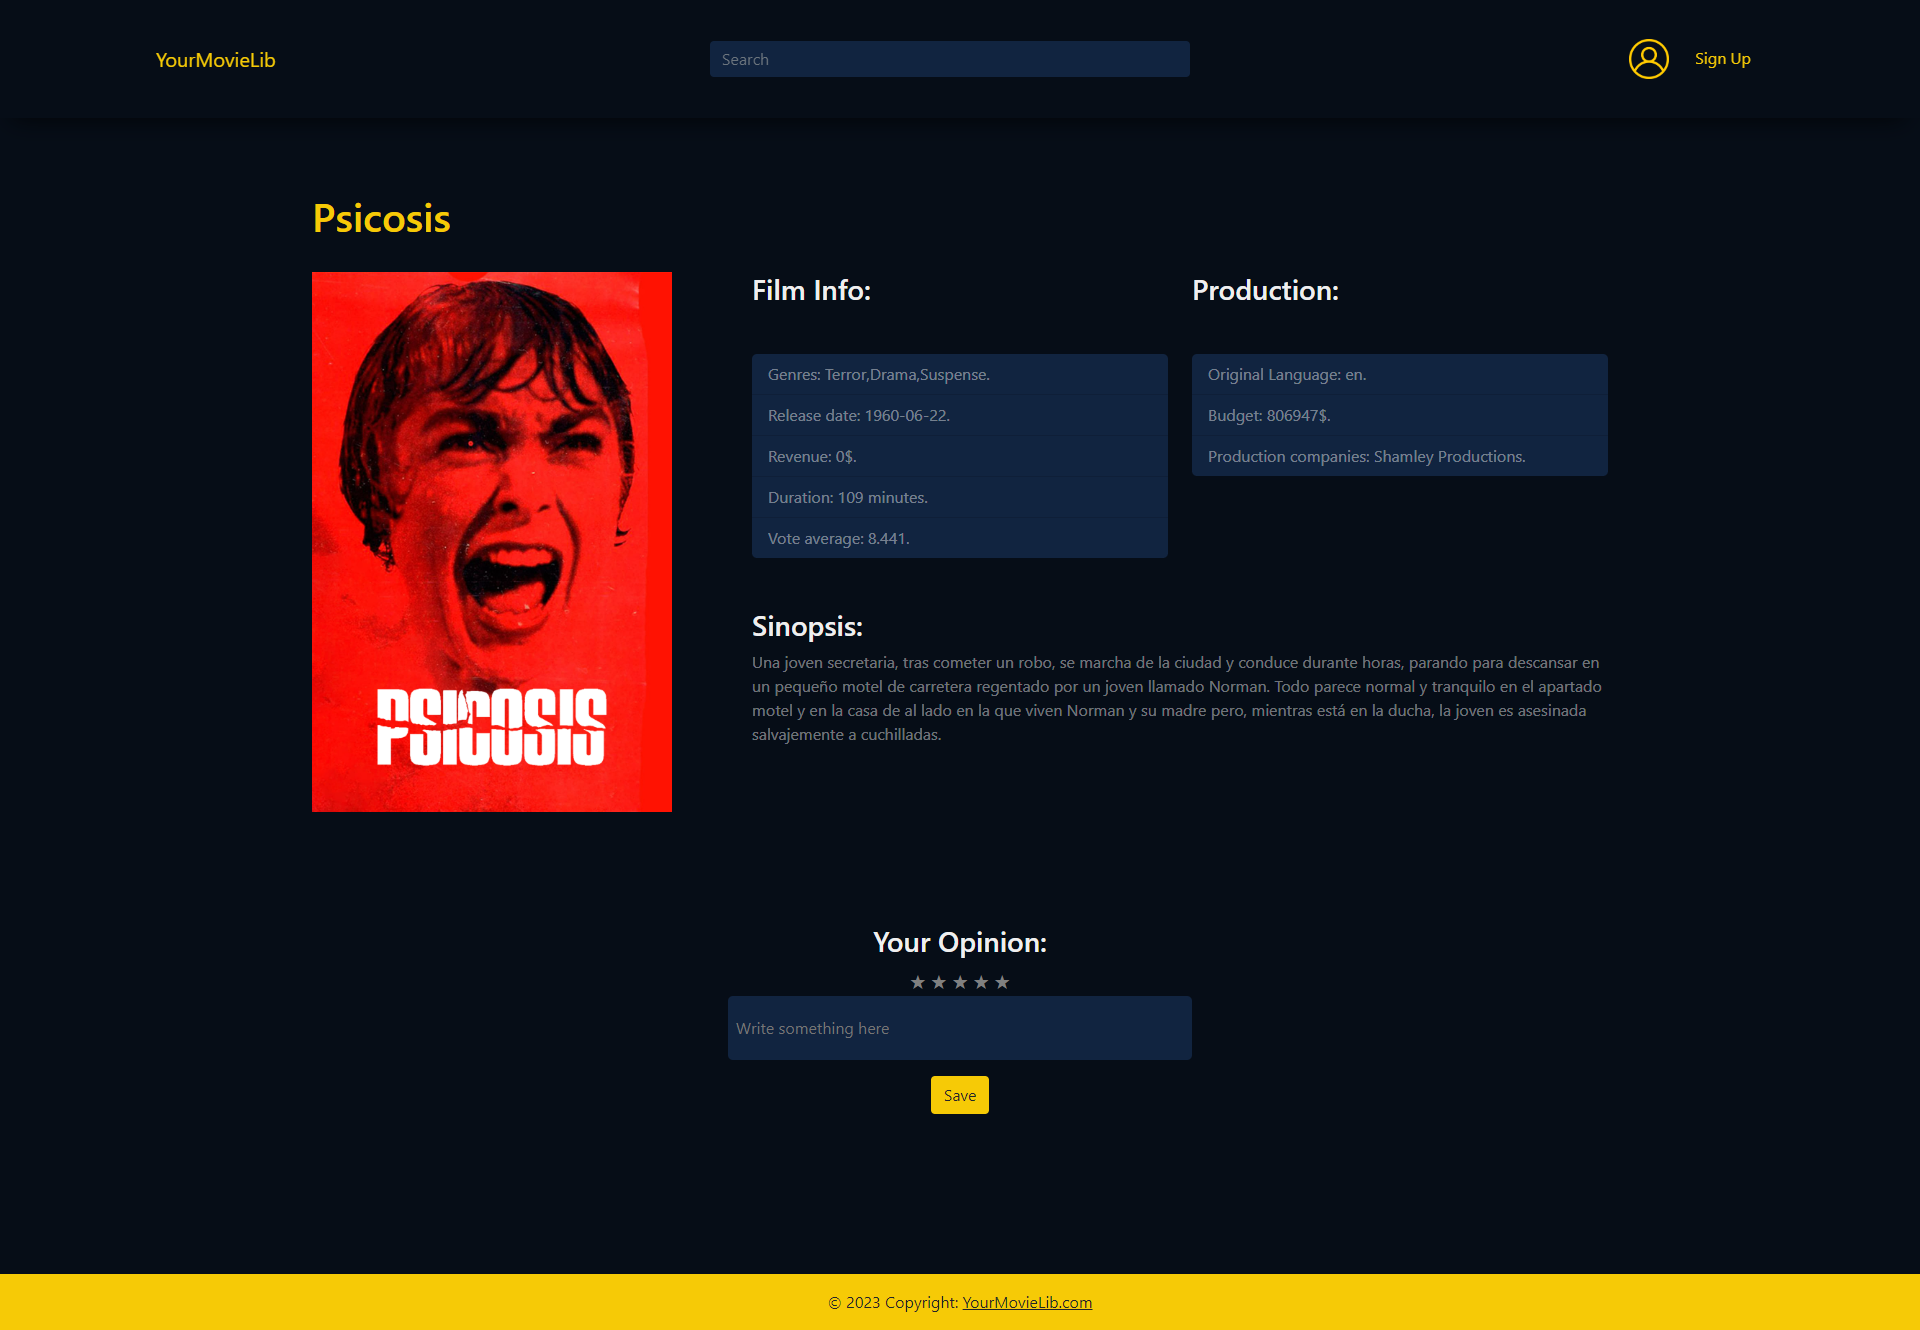 YourMovieLib
Search
Sign Up
Psicosis
PSICOSIS
Film Info:
Genres: Terror,Drama,Suspense.
Release date: 1960-06-22.
Revenue: 0$.
Duration: 109 minutes.
Vote average: 8.441.
Production:
Original Language: en.
Budget: 806947$.
Production companies: Shamley Productions.
Sinopsis:
Una joven secretaria, tras cometer un robo, se marcha de la ciudad y conduce durante horas, parando para descansar en
un pequeño motel de carretera regentado por un joven llamado Norman. Todo parece normal y tranquilo en el apartado
motel y en la casa de al lado en la que viven Norman y su madre pero, mientras está en la ducha, la joven es asesinada
salvajemente a cuchilladas.
Your Opinion:
★ ★ ★ ★ ★
Write something here
Save
© 2023 Copyright: YourMovieLib.com